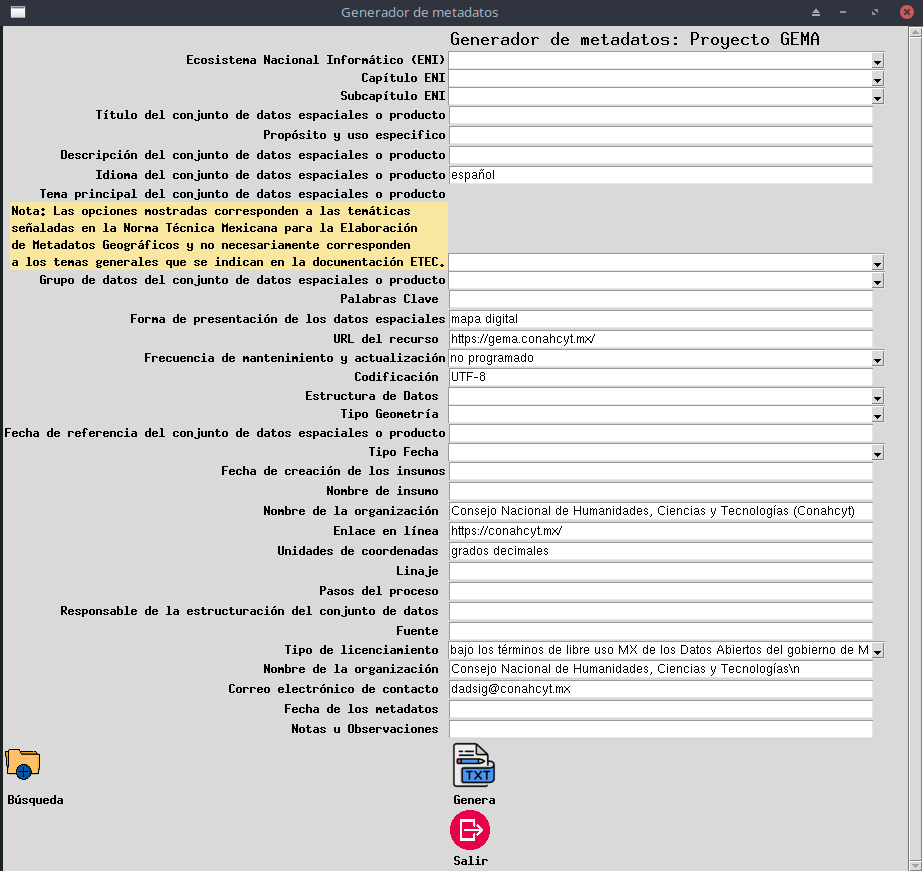 Generador de metadatos
Generador de metadatos: Proyecto GEMA
Ecosistema Nacional Informático (ENI)
Capítulo ENI
Subcapítulo ENI
Título del conjunto de datos espaciales o producto
Propósito y uso especifico
Descripción del conjunto de datos espaciales o producto
Idioma del conjunto de datos espaciales o producto español
Tema principal del conjunto de datos espaciales o producto
Nota: Las opciones mostradas corresponden a las temáticas
señaladas en la Norma Técnica Mexicana para la Elaboración
de Metadatos Geográficos y no necesariamente corresponden
a los temas generales que se indican en la documentación ETEC.
Grupo de datos del conjunto de datos espaciales o producto
Palabras Clave
Forma de presentación de los datos espaciales mapa digital
URL del recurso https://gema.conahcyt.mx/
Frecuencia de mantenimiento y actualización no programado
Codificación UTF-8
Estructura de Datos
Tipo Geometría
Fecha de referencia del conjunto de datos espaciales o producto
Tipo Fecha
Fecha de creación de los insumos
Nombre de insumo
Nombre de la organización Consejo Nacional de Humanidades, Ciencias y Tecnologías (Conahcyt)
Enlace en línea https://conahcyt.mx/
Unidades de coordenadas grados decimales
Linaje
Pasos del proceso
Responsable de la estructuración del conjunto de datos
Fuente
Tipo de licenciamiento bajo los términos de libre uso MX de los Datos Abiertos del gobierno de M
Nombre de la organización Consejo Nacional de Humanidades, Ciencias y Tecnologías\n
Correo electrónico de contacto dadsig@conahcyt.mx
Fecha de los metadatos
Notas u Observaciones
TXT
Búsqueda Genera
Salir